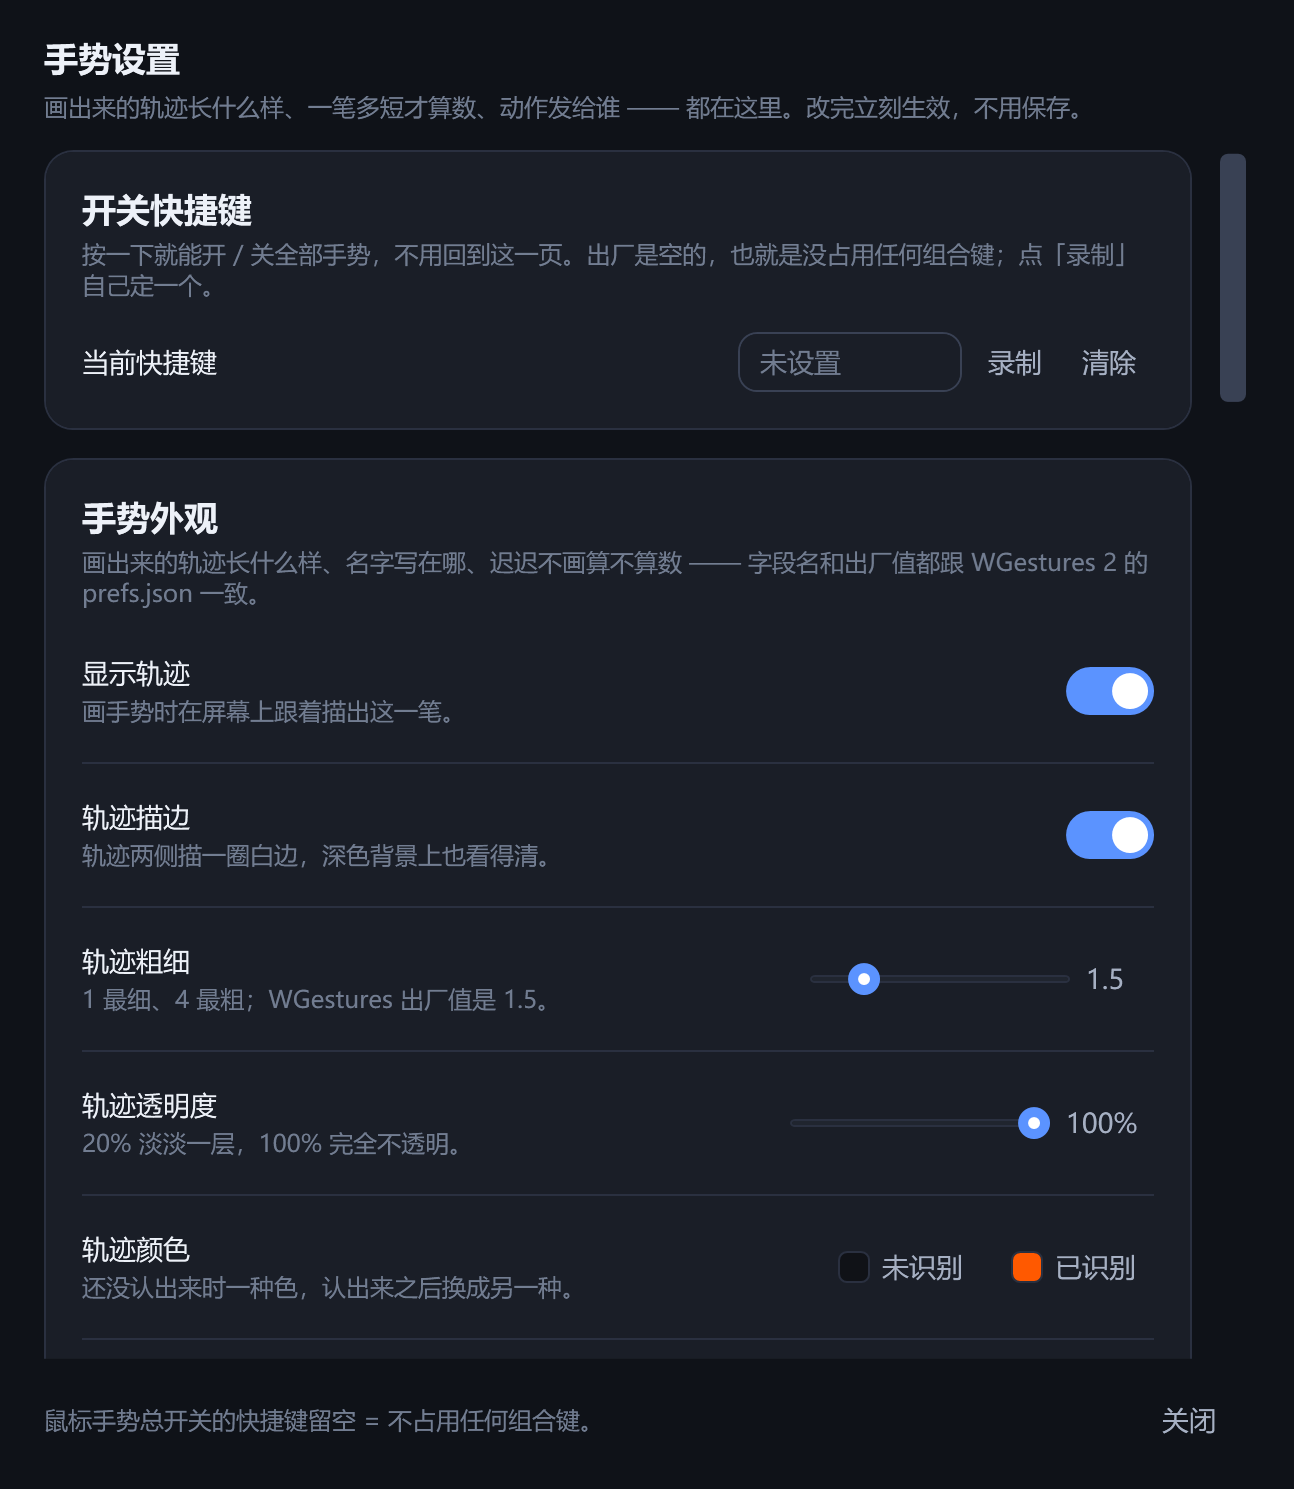 手势设置
画出来的轨迹长什么样、一笔多短才算数、动作发给谁 —— 都在这里。改完立刻生效，不用保存。
开关快捷键
按一下就能开 / 关全部手势，不用回到这一页。出厂是空的，也就是没占用任何组合键；点「录制」
自己定一个。
当前快捷键 未设置 录制 清除
手势外观
画出来的轨迹长什么样、名字写在哪、迟迟不画算不算数 —— 字段名和出厂值都跟 WGestures 2 的
prefs.json 一致。
显示轨迹
画手势时在屏幕上跟着描出这一笔。
轨迹描边
轨迹两侧描一圈白边，深色背景上也看得清。
轨迹粗细
1 最细、4 最粗；WGestures 出厂值是 1.5。
1.5
轨迹透明度
20% 淡淡一层，100% 完全不透明。
100%
轨迹颜色
还没认出来时一种色，认出来之后换成另一种。
未识别 已识别
鼠标手势总开关的快捷键留空 = 不占用任何组合键。
关闭